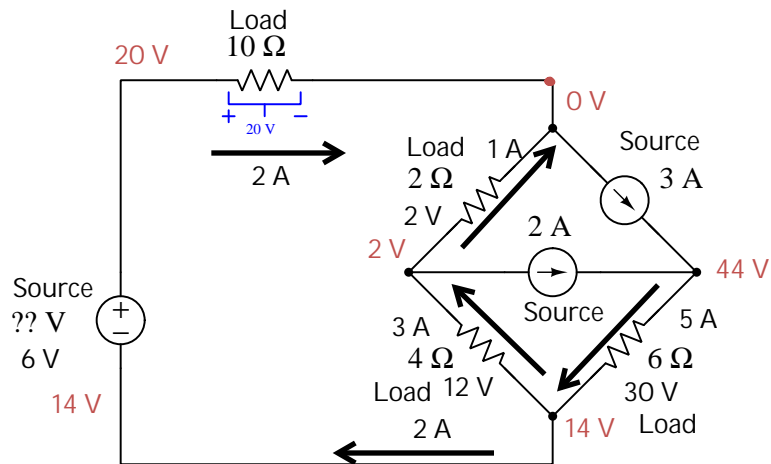 Load
20 V
10 Ω
0 V
+ −
20 V
2 A
Load
1 A
Source
2 Ω
3 A
2 V
2 A
2 V
44 V
Source
Source
+
−
?? V
6 V
3 A
5 A
4 Ω
6 Ω
Load
12 V
30 V
14 V
2 A
14 V
Load